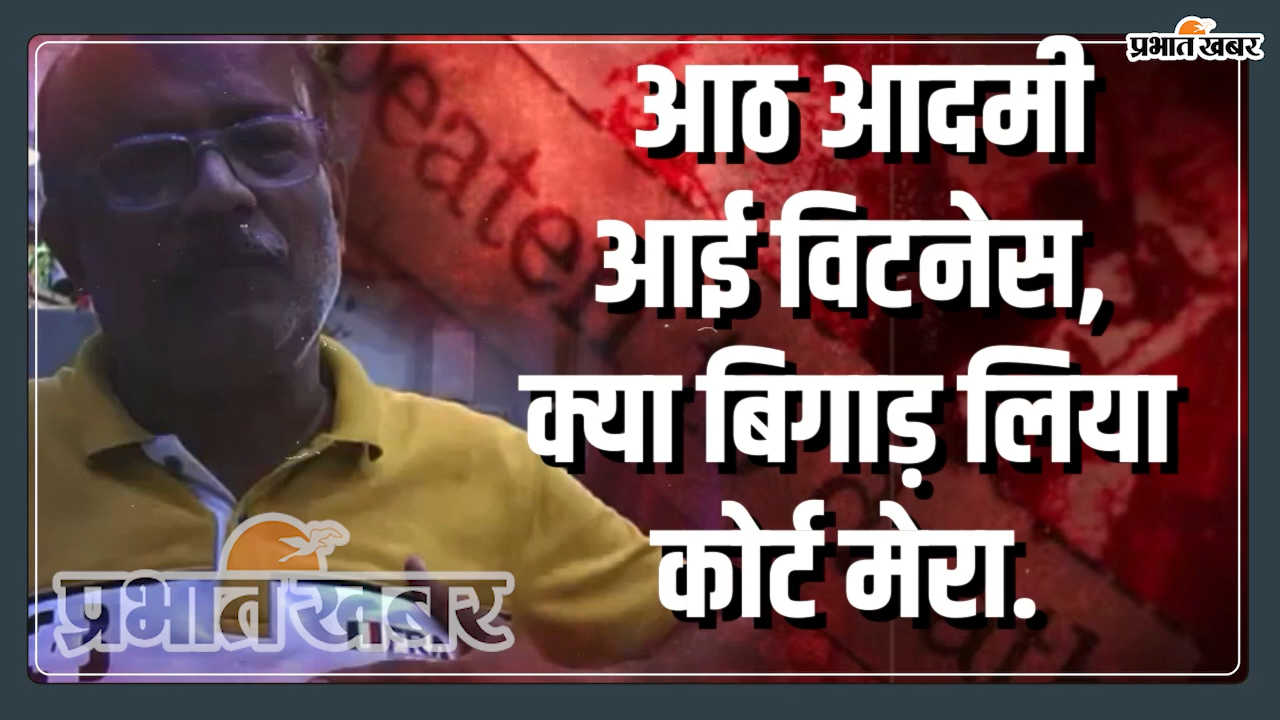 प्रभात खबर
आठ आदमी
आई विटनेस,
क्या बिगाड़ लिया
कोर्ट मेरा.
प्रभात खबर